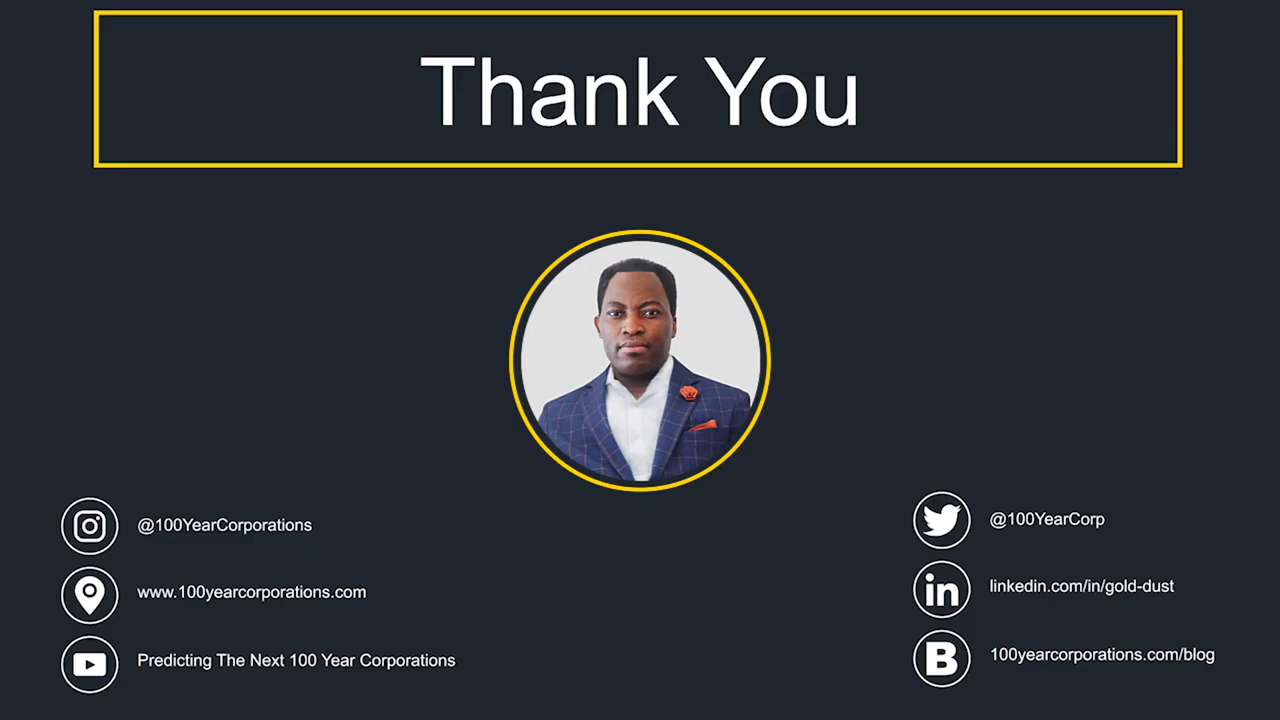 Thank You
@100YearCorporations
www.100yearcorporations.com
Predicting The Next 100 Year Corporations
@100YearCorp
linkedin.com/in/gold-dust
100yearcorporations.com/blog